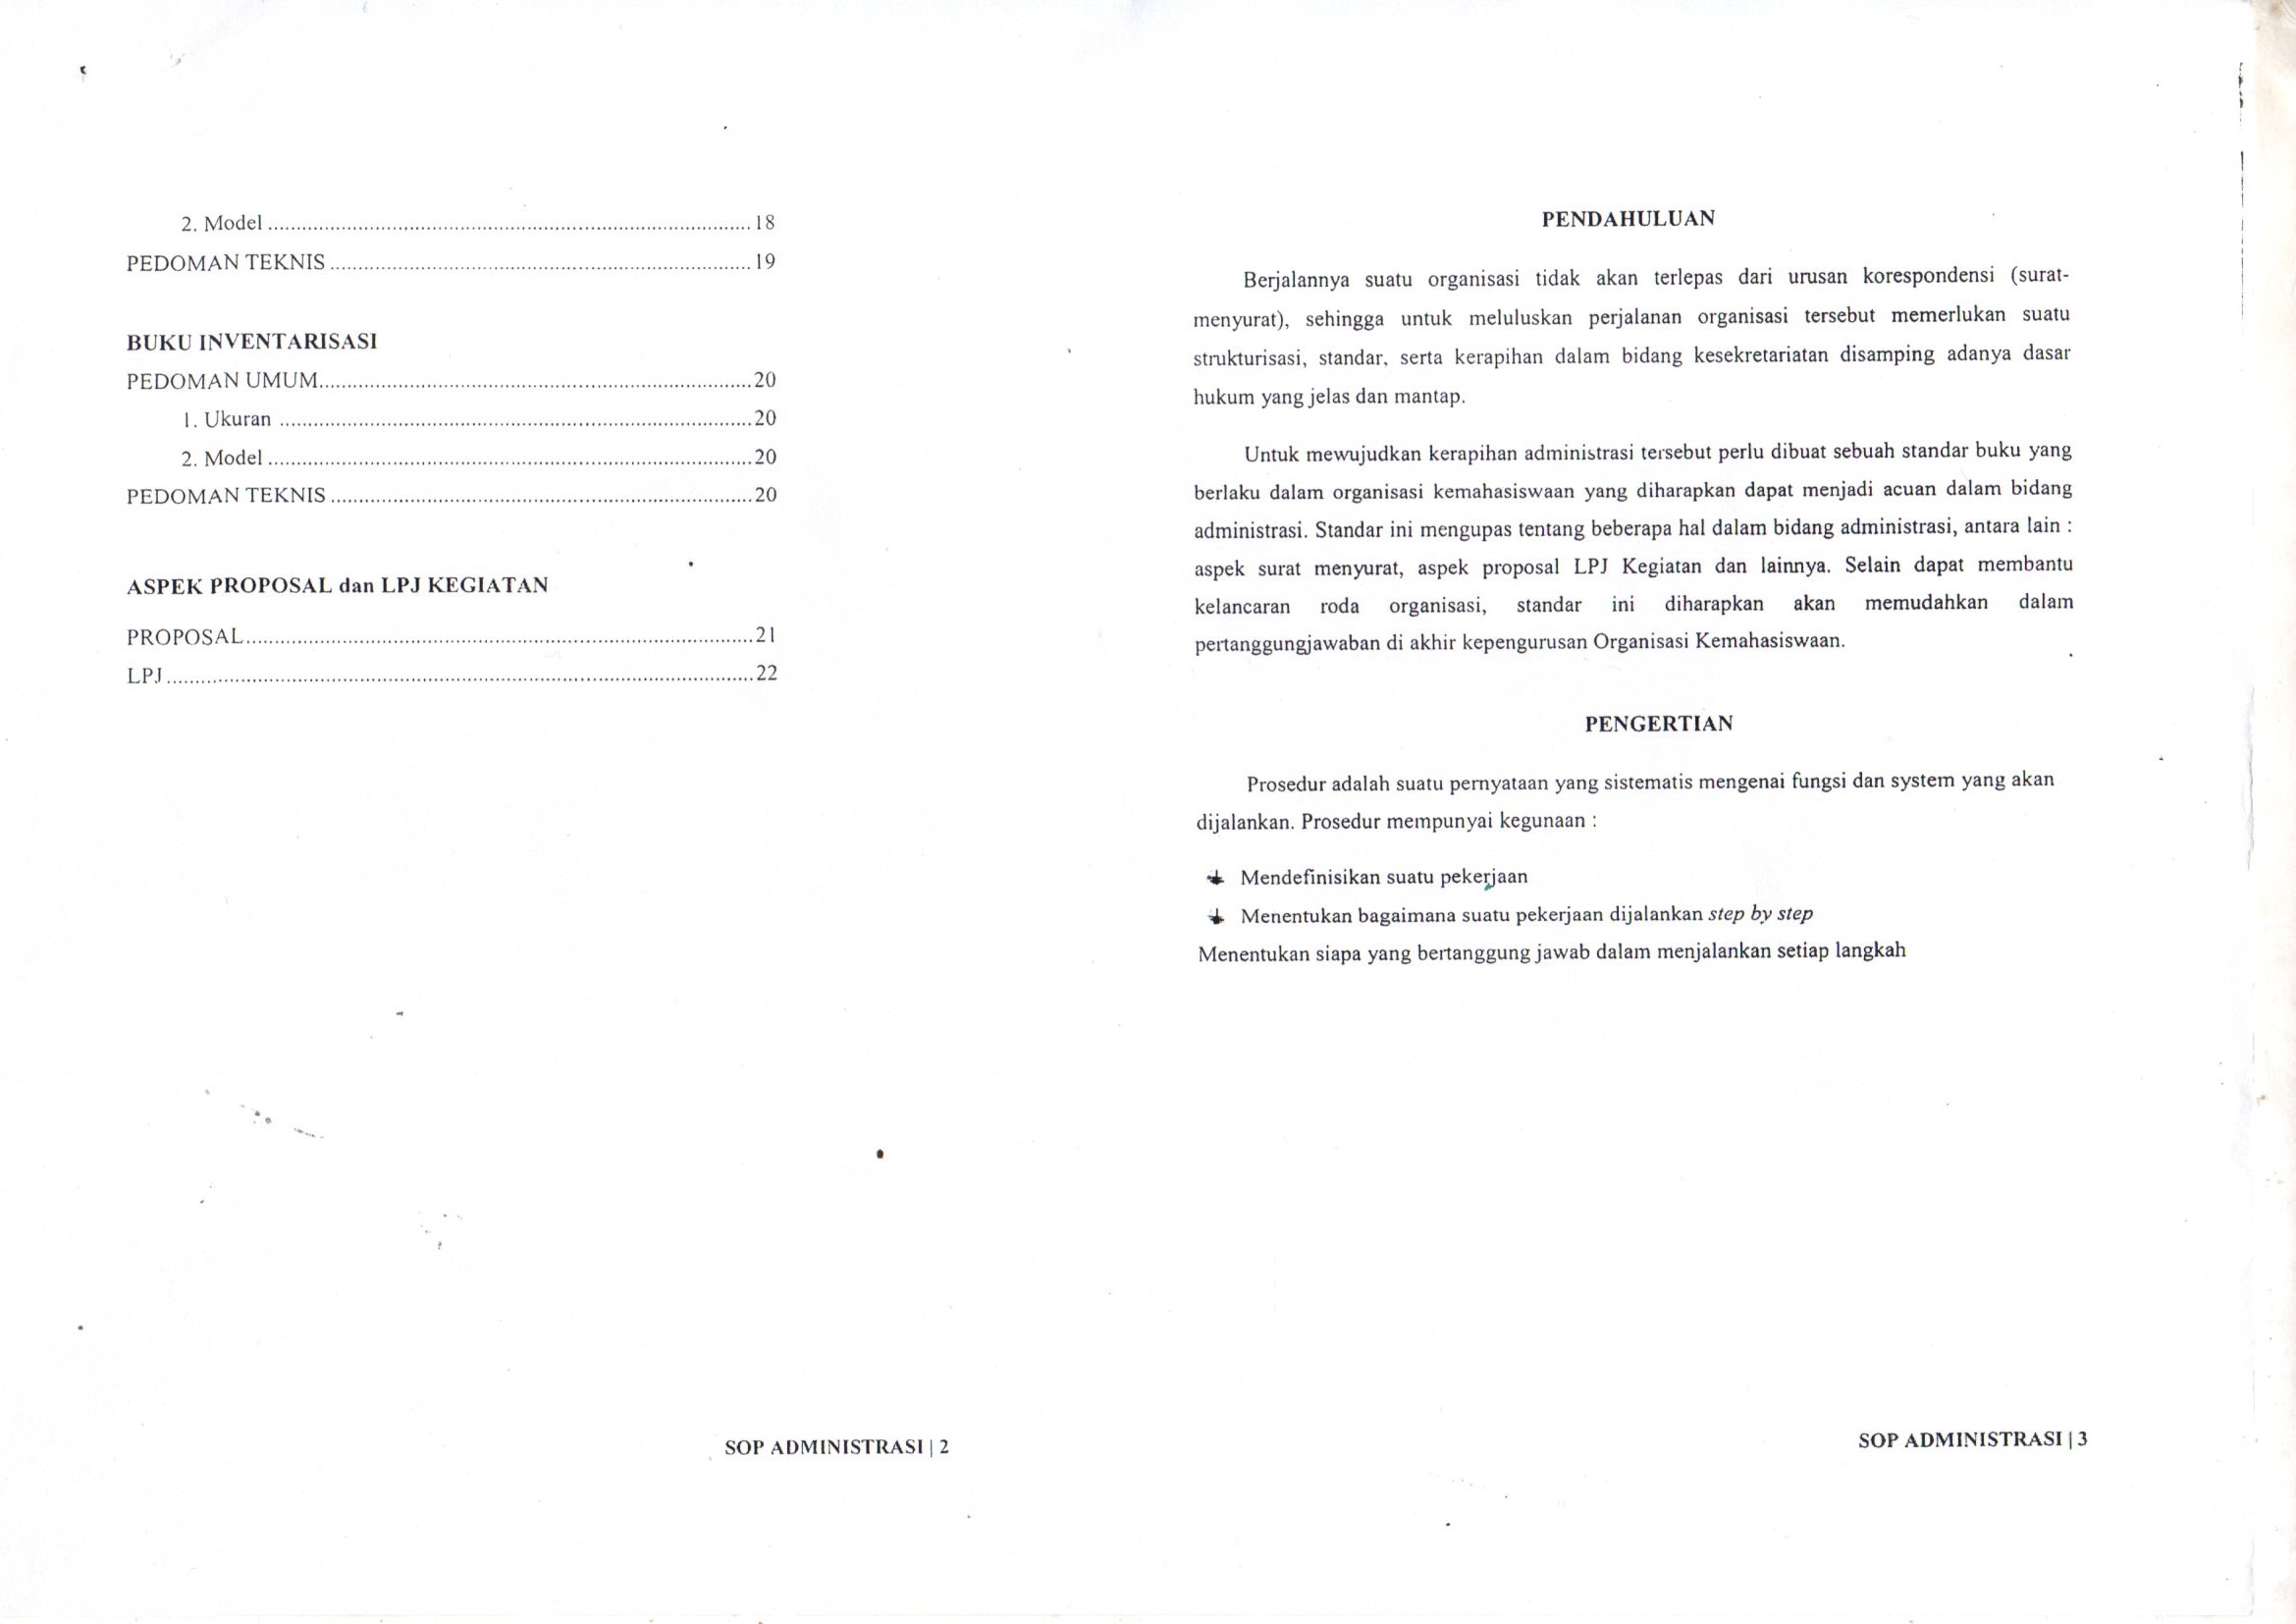 2. Model ........................................ 18
PEDOMAN TEKNIS ........................................ 19
BUKU INVENTARISASI
PEDOMAN UMUM........................................20
1. Ukuran ........................................20
2. Model ........................................20
PEDOMAN TEKNIS ........................................20
ASPEK PROPOSAL dan LPJ KEGIATAN
PROPOSAL........................................21
LPJ........................................22
SOP ADMINISTRASI | 2
PENDAHULUAN
Berjalannya suatu organisasi tidak akan terlepas dari urusan korespondensi (surat-
menyurat), sehingga untuk meluluskan perjalanan organisasi tersebut memerlukan suatu
strukturisasi, standar, serta kerapihan dalam bidang kesekretariatan disamping adanya dasar
hukum yang jelas dan mantap.
Untuk mewujudkan kerapihan administrasi tersebut perlu dibuat sebuah standar buku yang
berlaku dalam organisasi kemahasiswaan yang diharapkan dapat menjadi acuan dalam bidang
administrasi. Standar ini mengupas tentang beberapa hal dalam bidang administrasi, antara lain :
aspek surat menyurat, aspek proposal LPJ Kegiatan dan lainnya. Selain dapat membantu
kelancaran roda organisasi, standar ini diharapkan akan memudahkan dalam
pertanggungjawaban di akhir kepengurusan Organisasi Kemahasiswaan.
PENGERTIAN
Prosedur adalah suatu pernyataan yang sistematis mengenai fungsi dan system yang akan
dijalankan. Prosedur mempunyai kegunaan :
Mendefinisikan suatu pekerjaan
Menentukan bagaimana suatu pekerjaan dijalankan step by step
Menentukan siapa yang bertanggung jawab dalam menjalankan setiap langkah
SOP ADMINISTRASI | 3